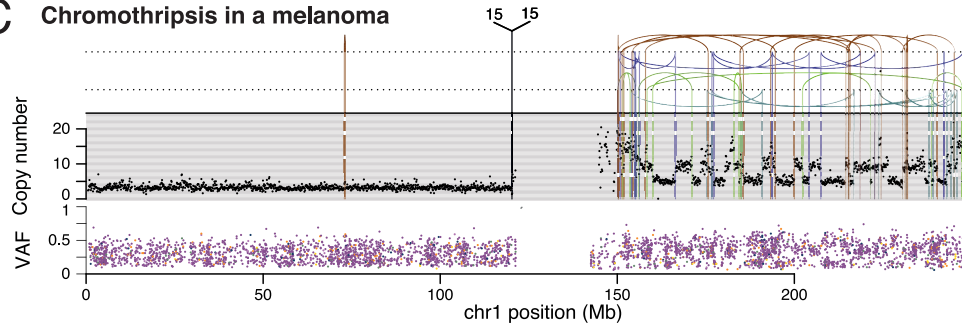 C
Chromothripsis in a melanoma
15 15
Copy number
20
10
0
VAF
1
0.5
0
0 50 100 150 200
chr1 position (Mb)